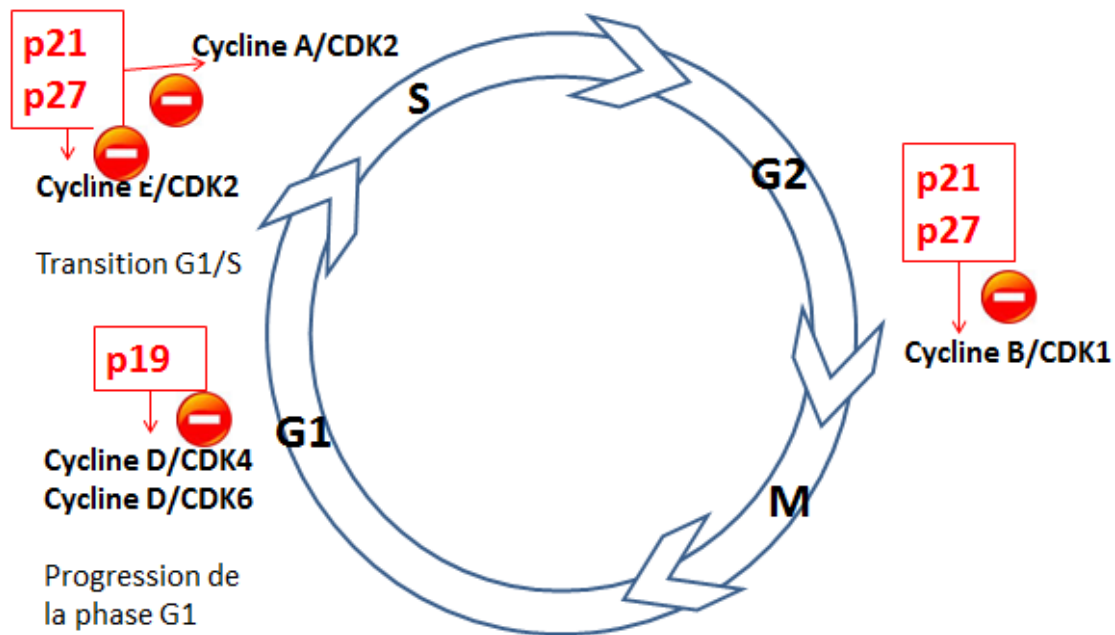 p21
p27
Cycline A/CDK2
Cycline E/CDK2
Transition G1/S
p19
Cycline D/CDK4
Cycline D/CDK6
Progression de
la phase G1
S
G2
G1
M
p21
p27
Cycline B/CDK1